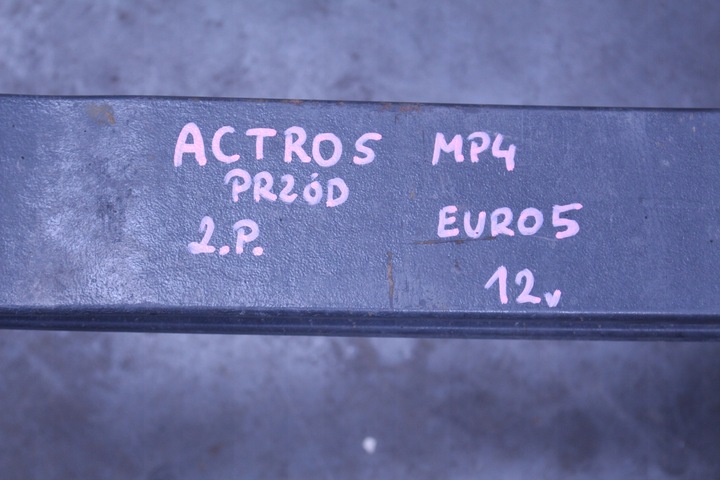 ACTROS MP4
PRZÓD
2.P. EURO5
12v